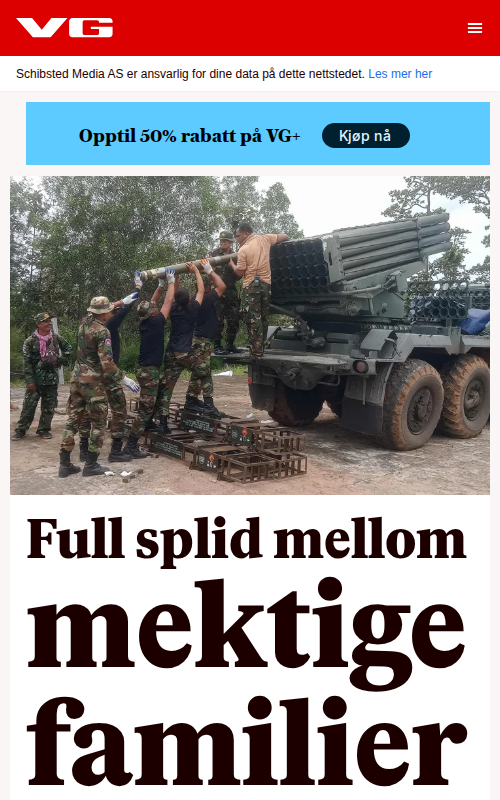 VG
Schibsted Media AS er ansvarlig for dine data på dette nettstedet. Les mer her
Opptil 50% rabatt på VG+ Kjøp nå
Full splid mellom
mektige
familier